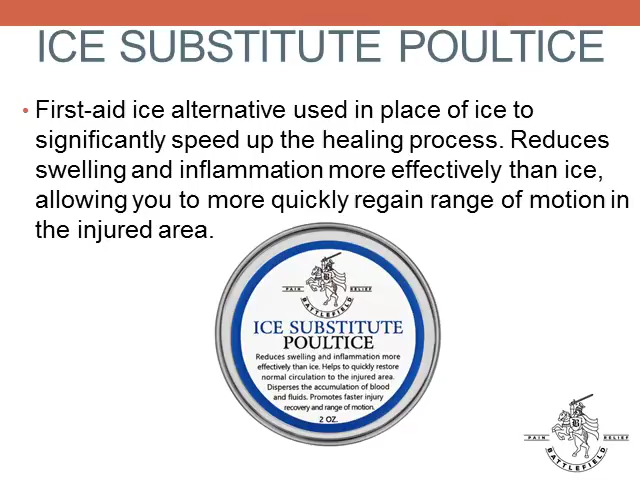 ICE SUBSTITUTE POULTICE
• First-aid ice alternative used in place of ice to
significantly speed up the healing process. Reduces
swelling and inflammation more effectively than ice,
allowing you to more quickly regain range of motion in
the injured area.
PAIN RELIEF
BATTLEFIELD
ICE SUBSTITUTE
POULTICE
Reduces swelling and inflammation more
effectively than ice. Helps to quickly restore
normal circulation to the injured area.
Disperses the accumulation of blood
and fluids. Promotes faster injury
recovery and range of motion.
2 OZ.
B
PAIN RELIEF
BATTLEFIELD